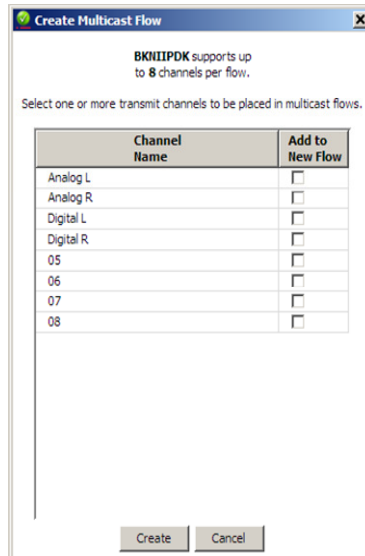 Create Multicast Flow
BKNIIPDK supports up
to 8 channels per flow.
Select one or more transmit channels to be placed in multicast flows.
Channel Name
Add to New Flow
Analog L
Analog R
Digital L
Digital R
05
06
07
08
Create
Cancel